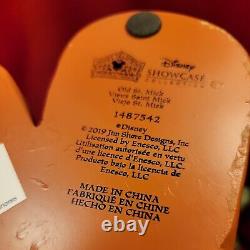 Disney
SHOWCASE
COLLECTION
Old St. Mick
Vieux Saint Mick
Viejo St. Mick
1487542
©Disney
©2019 Jim Shore Designs, Inc
Licensed by Enesco, LLC
Utilisation autorisée en vertu
d'une licence d'Enesco, LLC.
Producto bajo la licencia de
Enesco, LLC
MADE IN CHINA
FABRIQUÉ EN CHINE
HECHO EN CHINA